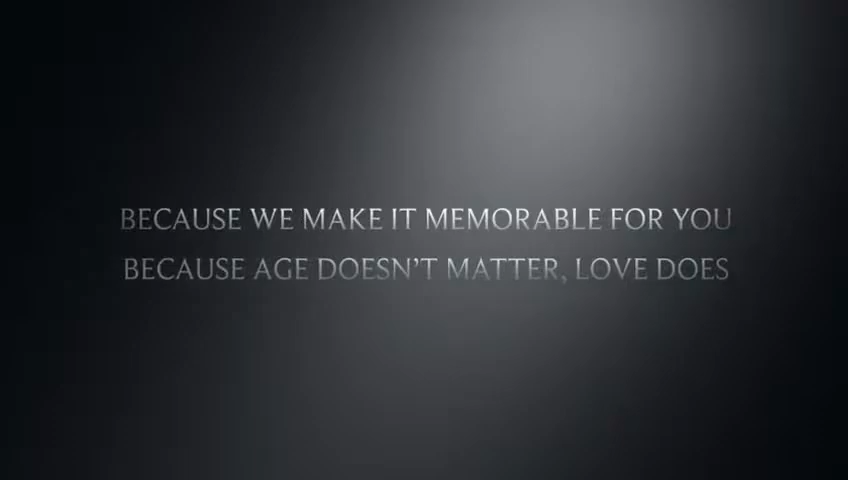 BECAUSE WE MAKE IT MEMORABLE FOR YOU
BECAUSE AGE DOESN'T MATTER, LOVE DOES